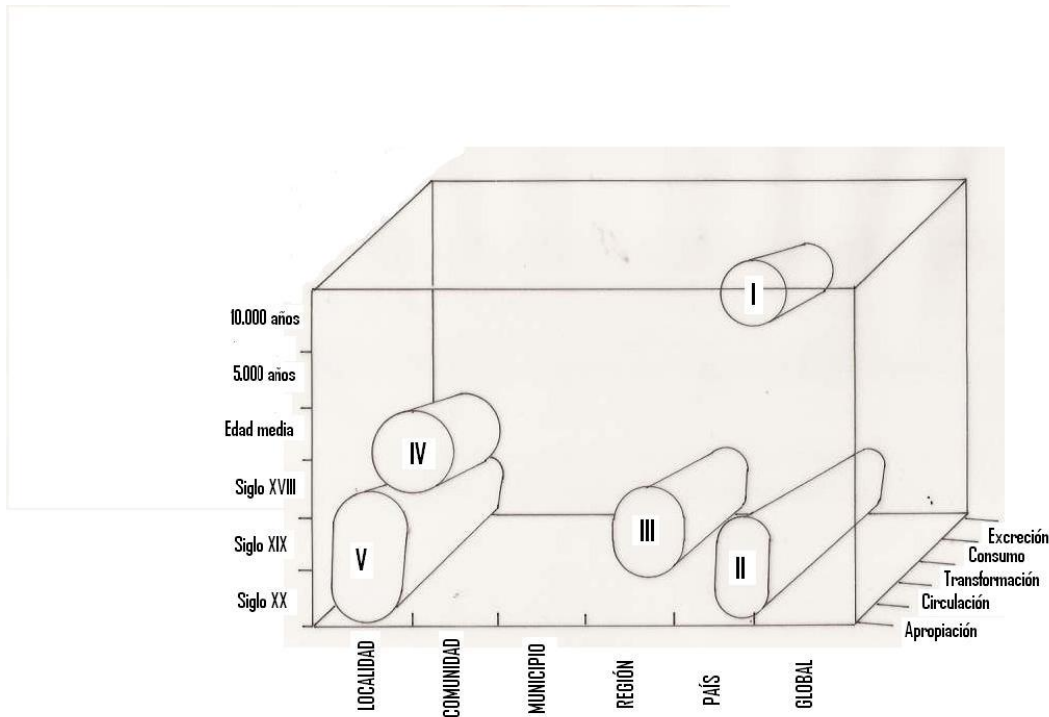 I
10.000 años
5.000 años
Edad media
IV
Siglo XVIII
III
Siglo XIX
V
II
Excreción
Consumo
Transformación
Siglo XX
Circulación
Apropiación
LOCALIDAD
COMUNIDAD
MUNICIPIO
REGIÓN
PAÍS
GLOBAL